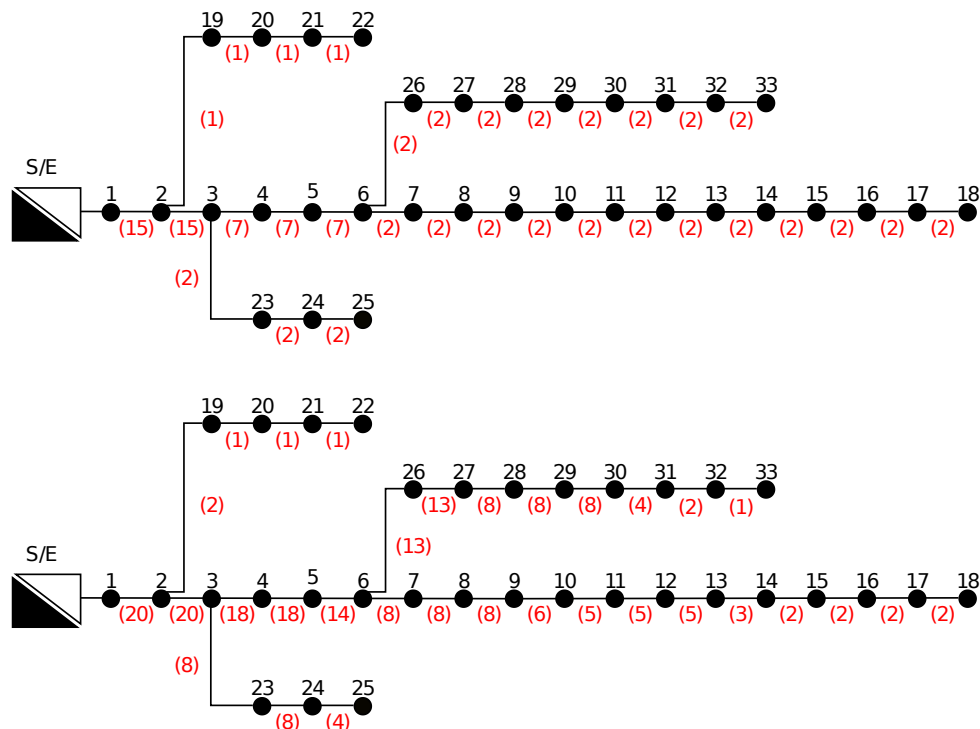 19 20 21 22
(1) (1) (1)
26 27 28 29 30 31 32 33
(1) (2) (2) (2) (2) (2) (2) (2)
(2)
S/E
1 2 3 4 5 6 7 8 9 10 11 12 13 14 15 16 17 18
(15) (15) (7) (7) (7) (2) (2) (2) (2) (2) (2) (2) (2) (2) (2) (2) (2)
(2)
23 24 25
(2) (2)
19 20 21 22
(1) (1) (1)
26 27 28 29 30 31 32 33
(2) (13) (8) (8) (8) (4) (2) (1)
(13)
S/E
1 2 3 4 5 6 7 8 9 10 11 12 13 14 15 16 17 18
(20) (20) (18) (18) (14) (8) (8) (8) (6) (5) (5) (5) (3) (2) (2) (2) (2)
(8)
23 24 25
(8) (4)